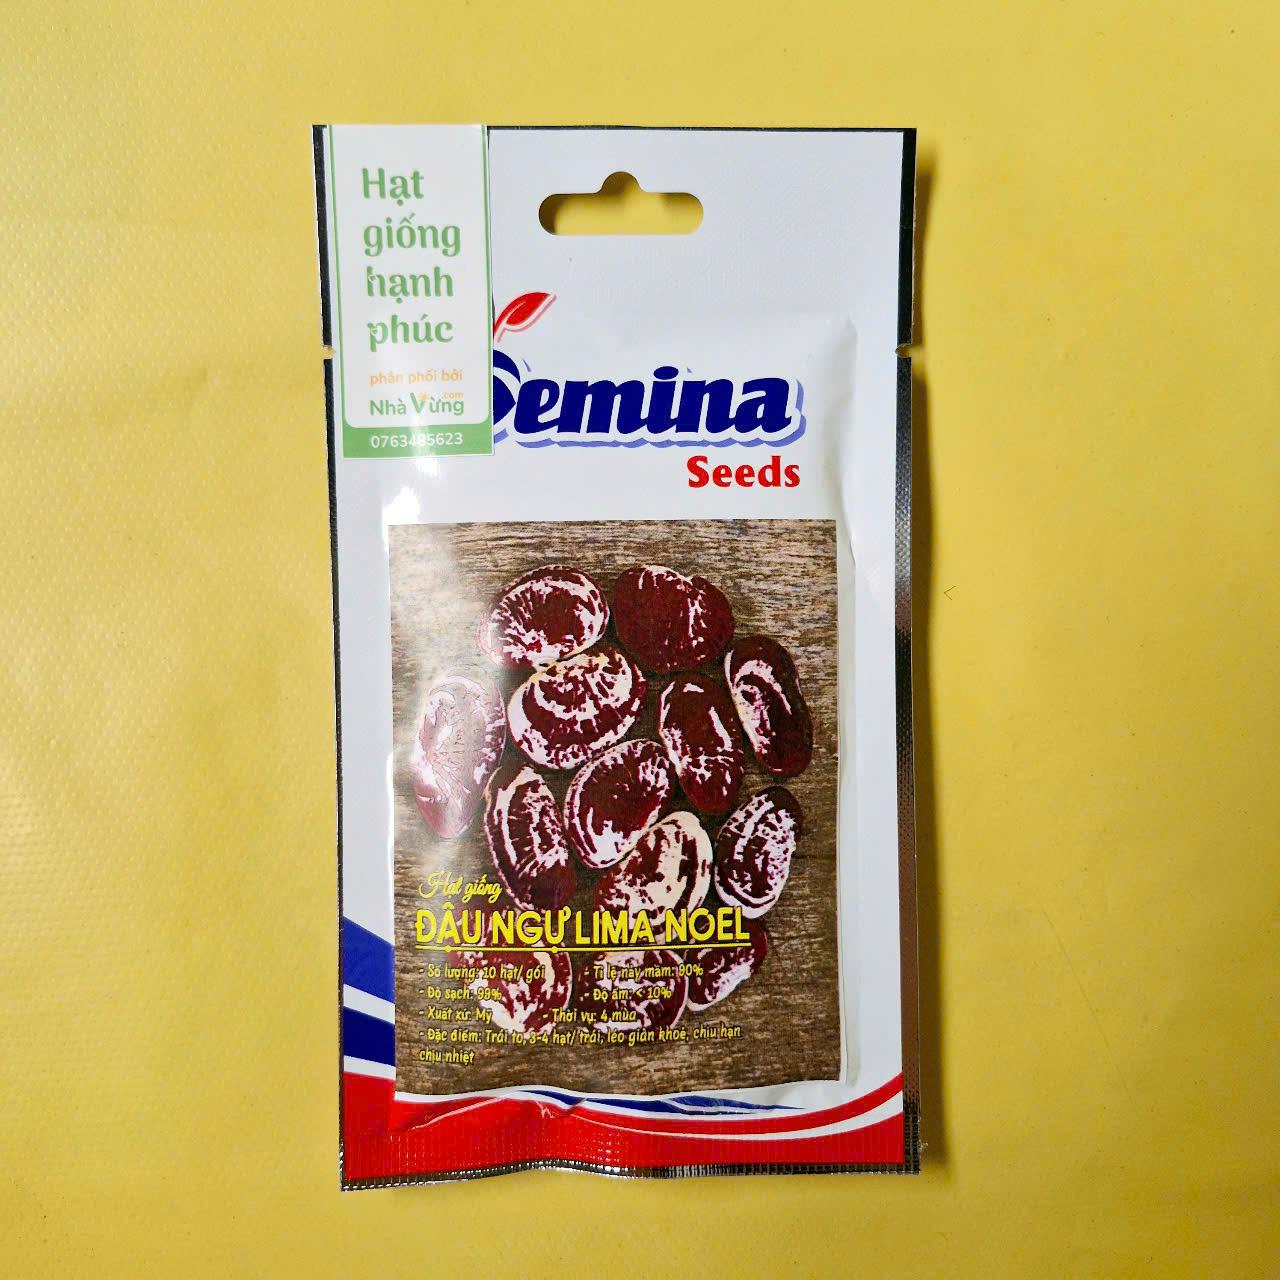 Hạt
giống
hạnh
phúc
phân phối bởi
Nhà Vừng.com
0763485623
Semina
Seeds
Hạt giống
ĐẬU NGỰ LIMA NOEL
- Số lượng: 10 hạt/ gói - Tỉ lệ nảy mầm: 90%
- Độ sạch: 99% - Độ ẩm: < 10%
- Xuất xứ: Mỹ - Thời vụ: 4 mùa
- Đặc điểm: Trái to, 3-4 hạt/ trái, leo giàn khoẻ, chịu hạn
chịu nhiệt